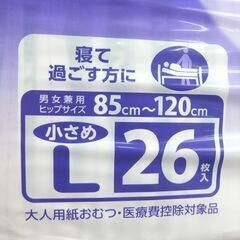 寝て
過ごす方に
男女兼用
ヒップサイズ
85cm～120cm
小さめ
L
26枚入
大人用紙おむつ・医療費控除対象品